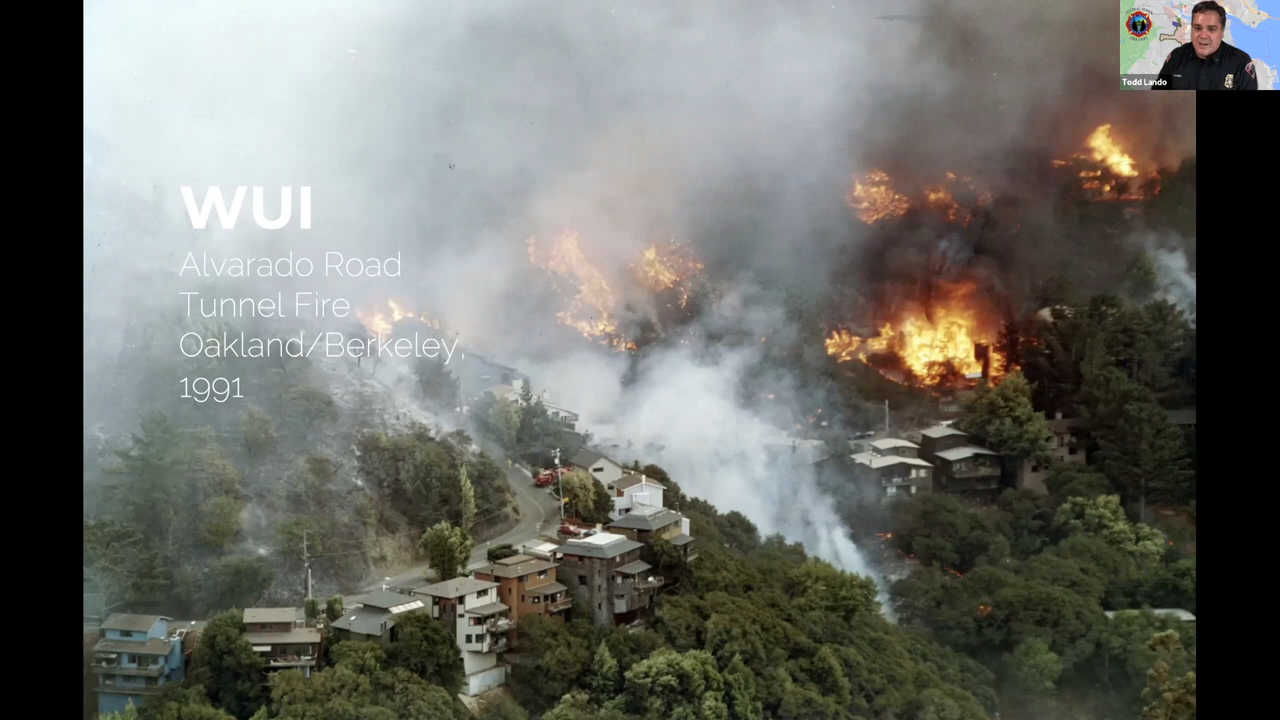 WUI
Alvarado Road
Tunnel Fire
Oakland/Berkeley,
1991
Todd Lando